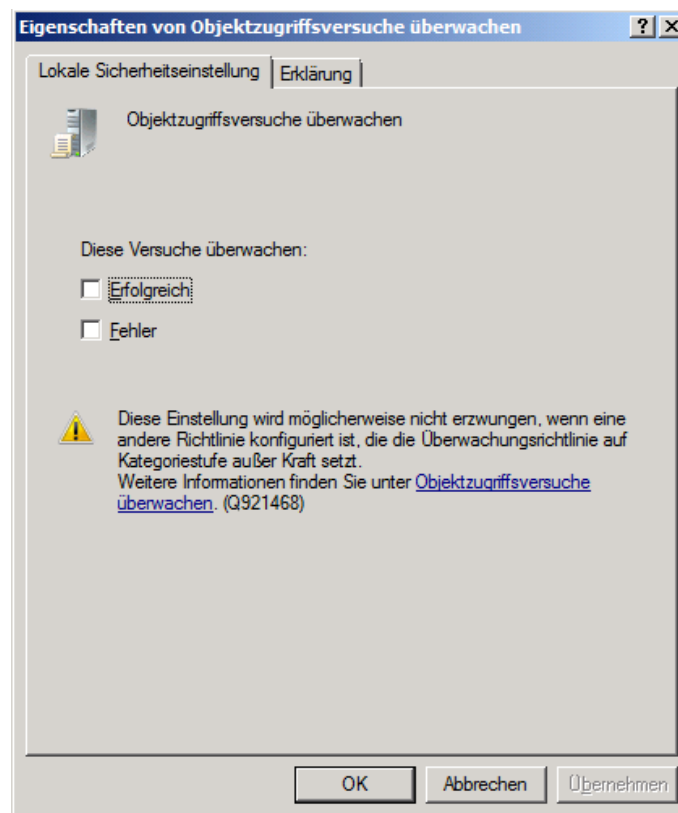 Eigenschaften von Objektzugriffsversuche überwachen
Lokale Sicherheitseinstellung
Erklärung
Objektzugriffsversuche überwachen
Diese Versuche überwachen:
Erfolgreich
Fehler
Diese Einstellung wird möglicherweise nicht erzwungen, wenn eine
andere Richtlinie konfiguriert ist, die die Überwachungsrichtlinie auf
Kategoriestufe außer Kraft setzt.
Weitere Informationen finden Sie unter Objektzugriffsversuche
überwachen. (Q921468)
OK
Abbrechen
Übernehmen